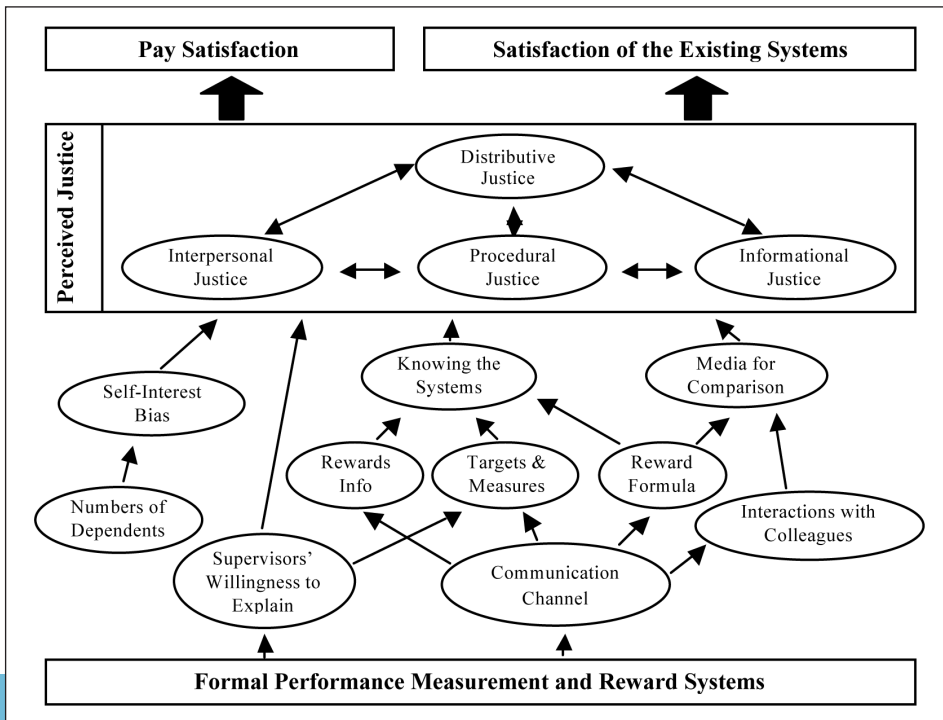 Pay Satisfaction
Satisfaction of the Existing Systems
Perceived Justice
Distributive
Justice
Interpersonal
Justice
Procedural
Justice
Informational
Justice
Knowing the
Systems
Media for
Comparison
Self-Interest
Bias
Rewards
Info
Targets &
Measures
Reward
Formula
Numbers of
Dependents
Interactions with
Colleagues
Supervisors'
Willingness to
Explain
Communication
Channel
Formal Performance Measurement and Reward Systems